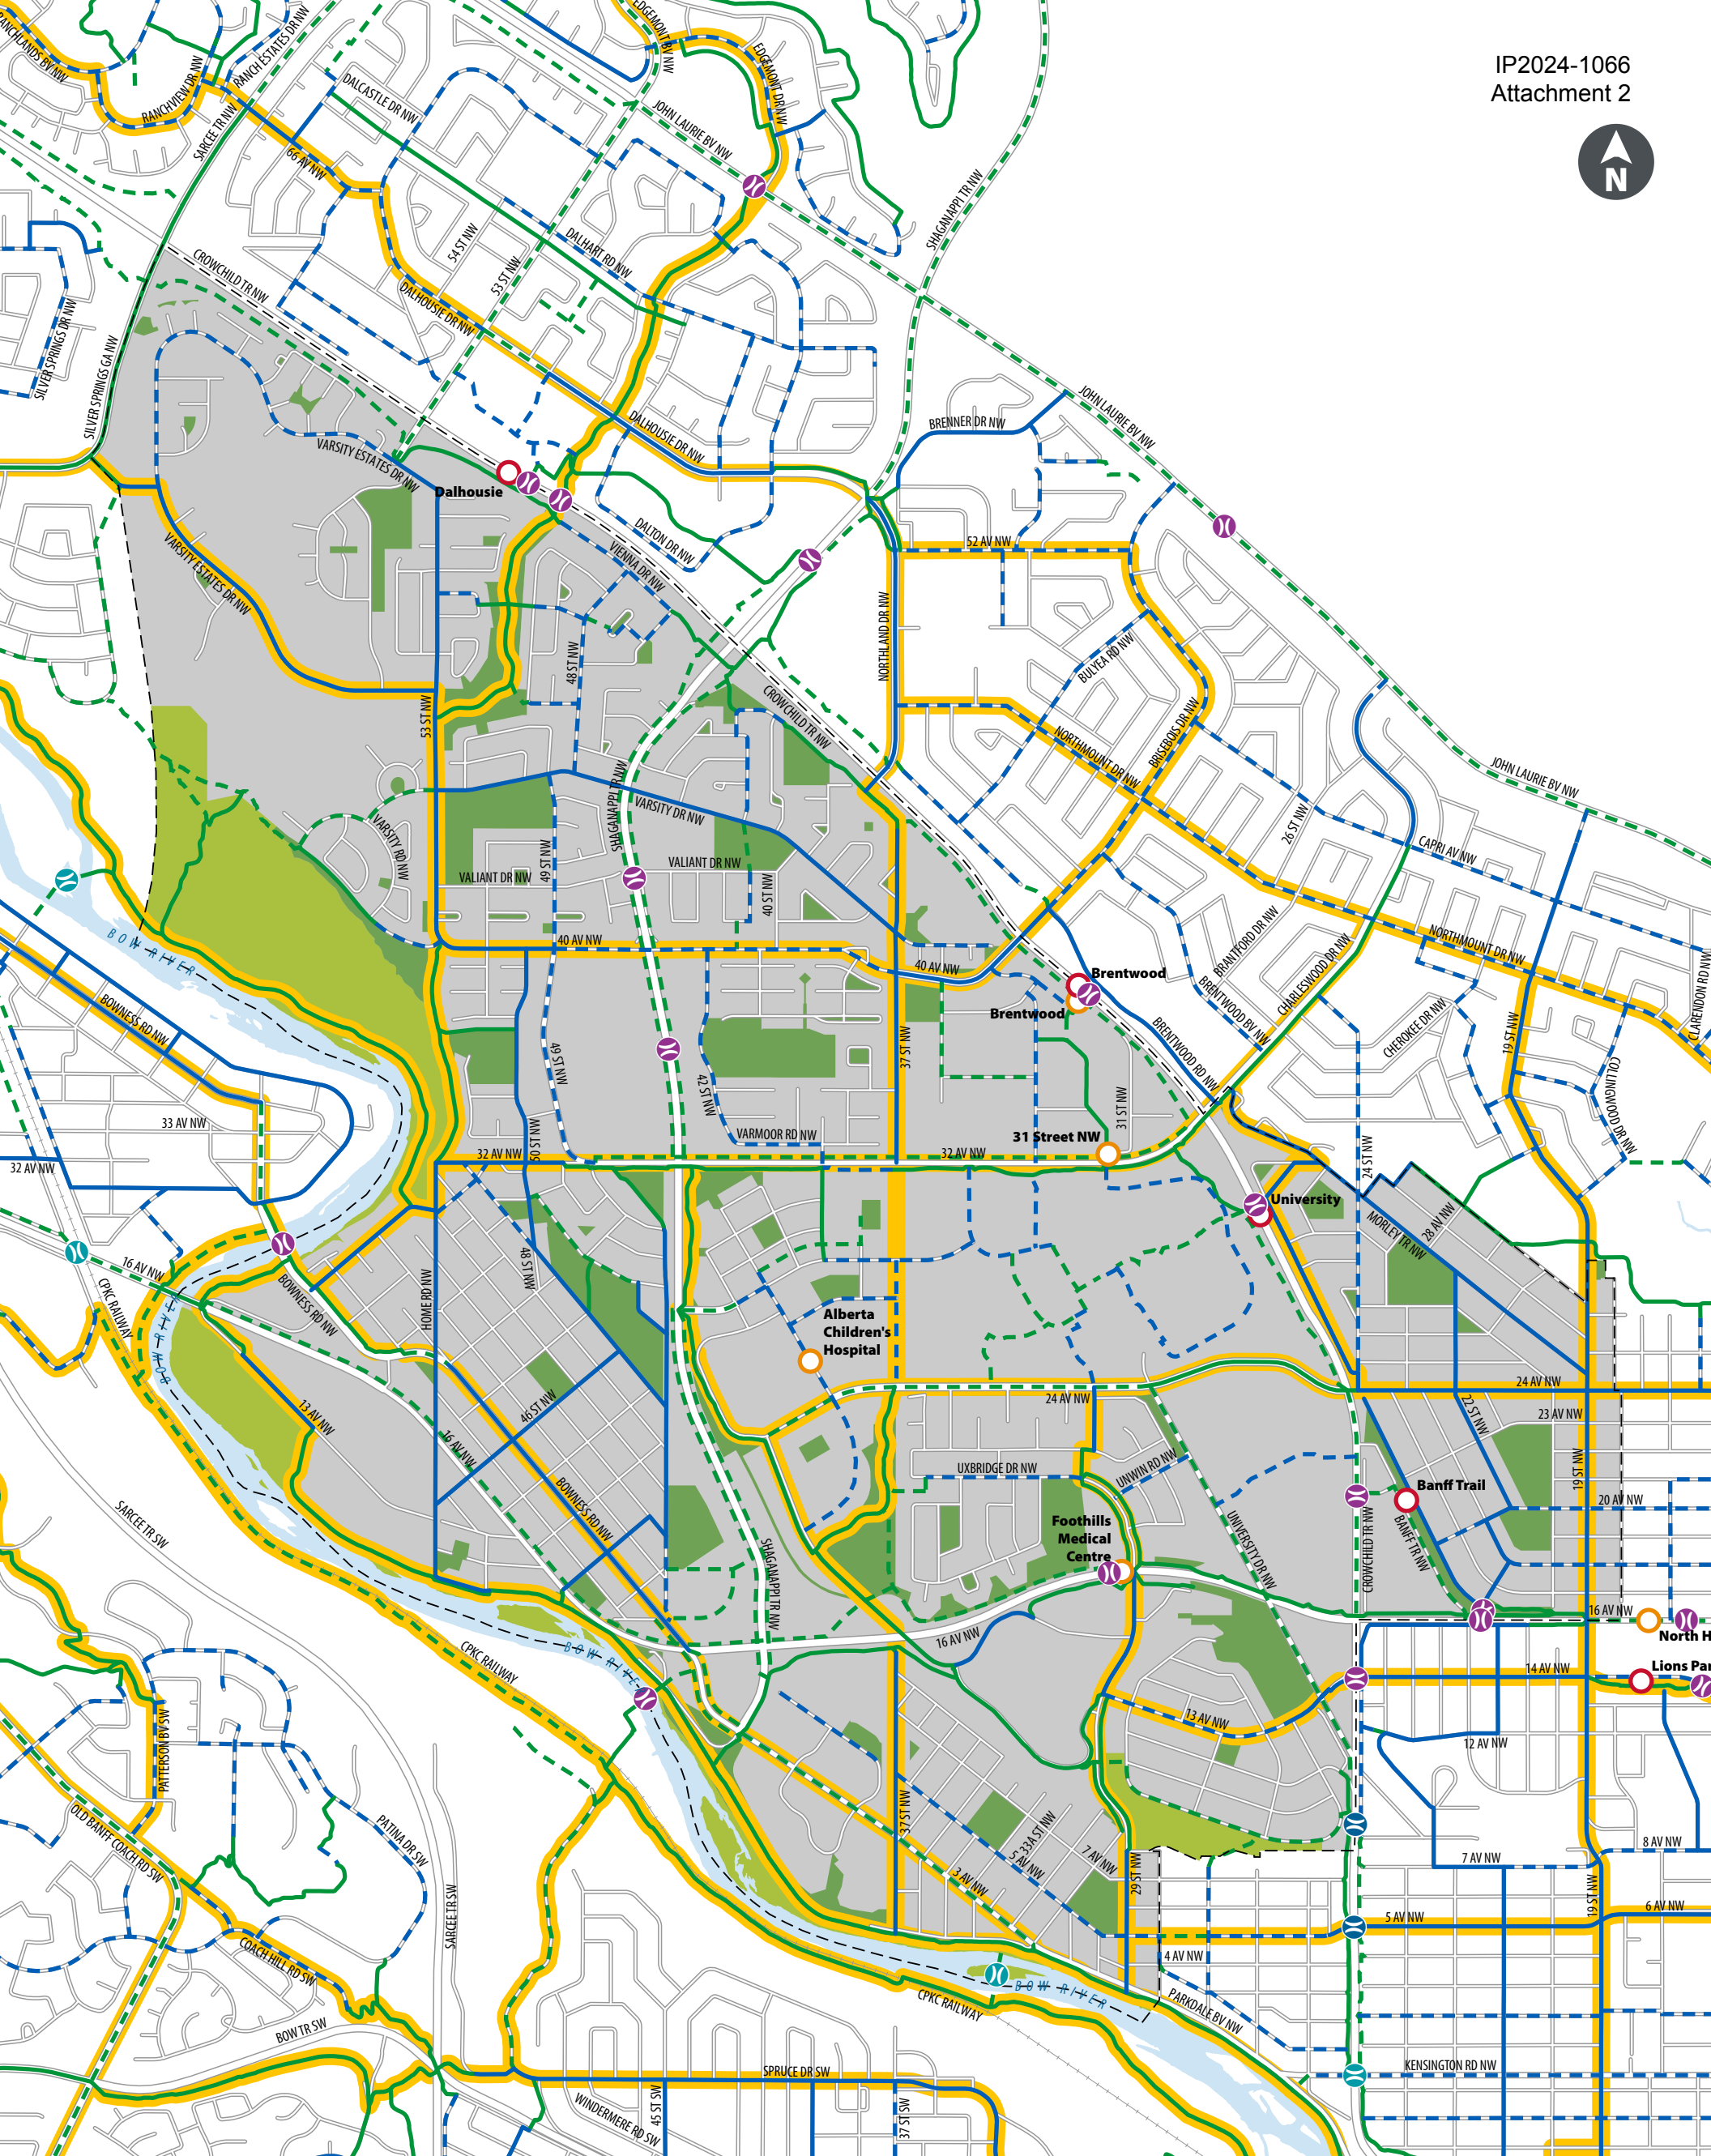 IP2024-1066
Attachment 2
N
RANCHLANDS BV NW
RANCHVIEW DR NW
RANCH ESTATES DR NW
SARCEE TR NW
EDGEMONT BV NW
EDGEMONT DR NW
DALCASTLE DR NW
JOHN LAURIE BV NW
66 AV NW
SHAGANAPPI TR NW
54 ST NW
DALHART RD NW
53 ST NW
CROWCHILD TR NW
DALHOUSIE DR NW
SILVER SPRINGS DR NW
SILVER SPRINGS GA NW
DALHOUSIE DR NW
BRENNER DR NW
JOHN LAURIE BV NW
VARSITY ESTATES DR NW
Dalhousie
DALTON DR NW
VIENNA DR NW
52 AV NW
VARSITY ESTATES DR NW
NORTHLAND DR NW
48 ST NW
BULYEA RD NW
53 ST NW
CROWCHILD TR NW
NORTHMOUNT DR NW
BRISEBOIS DR NW
JOHN LAURIE BV NW
SHAGANAPPI TR NW
VARSITY DR NW
VARSITY RD NW
26 ST NW
CAPRI AV NW
49 ST NW
VALIANT DR NW
VALIANT DR NW
40 ST NW
BOW RIVER
40 AV NW
40 AV NW
BRANTFORD DR NW
NORTHMOUNT DR NW
CLARENDON RD NW
Brentwood
Brentwood
BRENTWOOD BV NW
CHARLESWOOD DR NW
BOWNESS RD NW
49 ST NW
42 ST NW
37 ST NW
BRENTWOOD RD NW
CHEROKEE DR NW
19 ST NW
COLLINGWOOD DR NW
31 ST NW
33 AV NW
VARMOOR RD NW
31 Street NW
32 AV NW
32 AV NW
50 ST NW
32 AV NW
24 ST NW
University
MORLEY TR NW
28 AV NW
16 AV NW
CPKC RAILWAY
BOWNESS RD NW
HOME RD NW
48 ST NW
BOW RIVER
Alberta
Children's
Hospital
24 AV NW
24 AV NW
13 AV NW
46 ST NW
16 AV NW
22 ST NW
23 AV NW
19 ST NW
UXBRIDGE DR NW
UNWIN RD NW
Banff Trail
20 AV NW
BOWNESS RD NW
SARCEE TR SW
Foothills
Medical
Centre
UNIVERSITY DR NW
CROWCHILD TR NW
BANFF TR NW
SHAGANAPPI TR NW
16 AV NW
16 AV NW
North H
CPKC RAILWAY
BOW RIVER
14 AV NW
Lions Par
PATTERSON BV SW
13 AV NW
12 AV NW
OLD BANFF COACH RD SW
PATINA DR SW
37 ST NW
33A ST NW
5 AV NW
7 AV NW
3 AV NW
29 ST NW
7 AV NW
8 AV NW
19 ST NW
6 AV NW
5 AV NW
SARCEE TR SW
COACH HILL RD SW
4 AV NW
BOW RIVER
CPKC RAILWAY
PARKDALE BV NW
BOW TR SW
KENSINGTON RD NW
SPRUCE DR SW
WINDERMERE RD SW
45 ST SW
37 ST SW